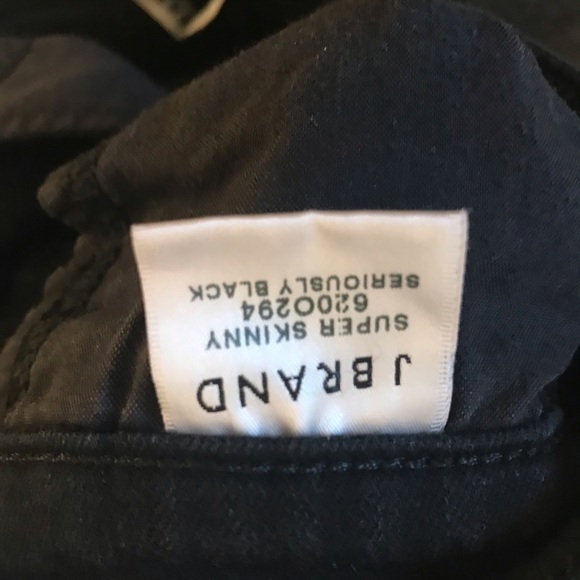 J BRAND
SUPER SKINNY
620O294
SERIOUSLY BLACK